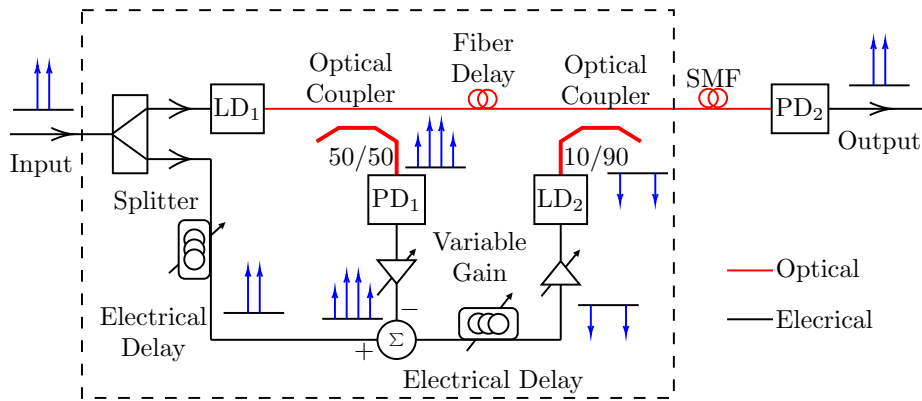 Fiber
Delay
Optical
Coupler
Optical
Coupler
SMF
LD₁
PD₂
Input
Output
50/50
10/90
Splitter
PD₁
LD₂
Variable
Gain
Optical
Electrical
Delay
−
+
Σ
Elecrical
Electrical Delay